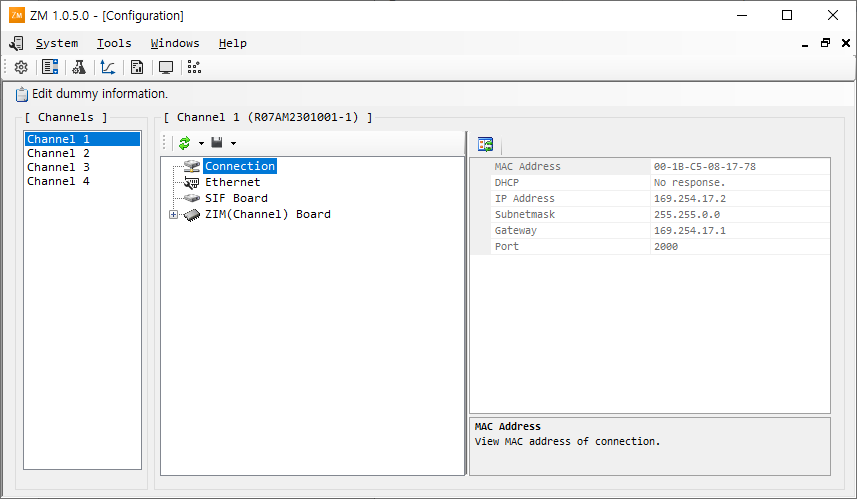 ZM ZM 1.0.5.0 - [Configuration]
System Tools Windows Help
Edit dummy information.
[ Channels ]
Channel 1
Channel 2
Channel 3
Channel 4
[ Channel 1 (R07AM2301001-1) ]
Connection
Ethernet
SIF Board
ZIM(Channel) Board
MAC Address 00-1B-C5-08-17-78
DHCP No response.
IP Address 169.254.17.2
Subnetmask 255.255.0.0
Gateway 169.254.17.1
Port 2000
MAC Address
View MAC address of connection.